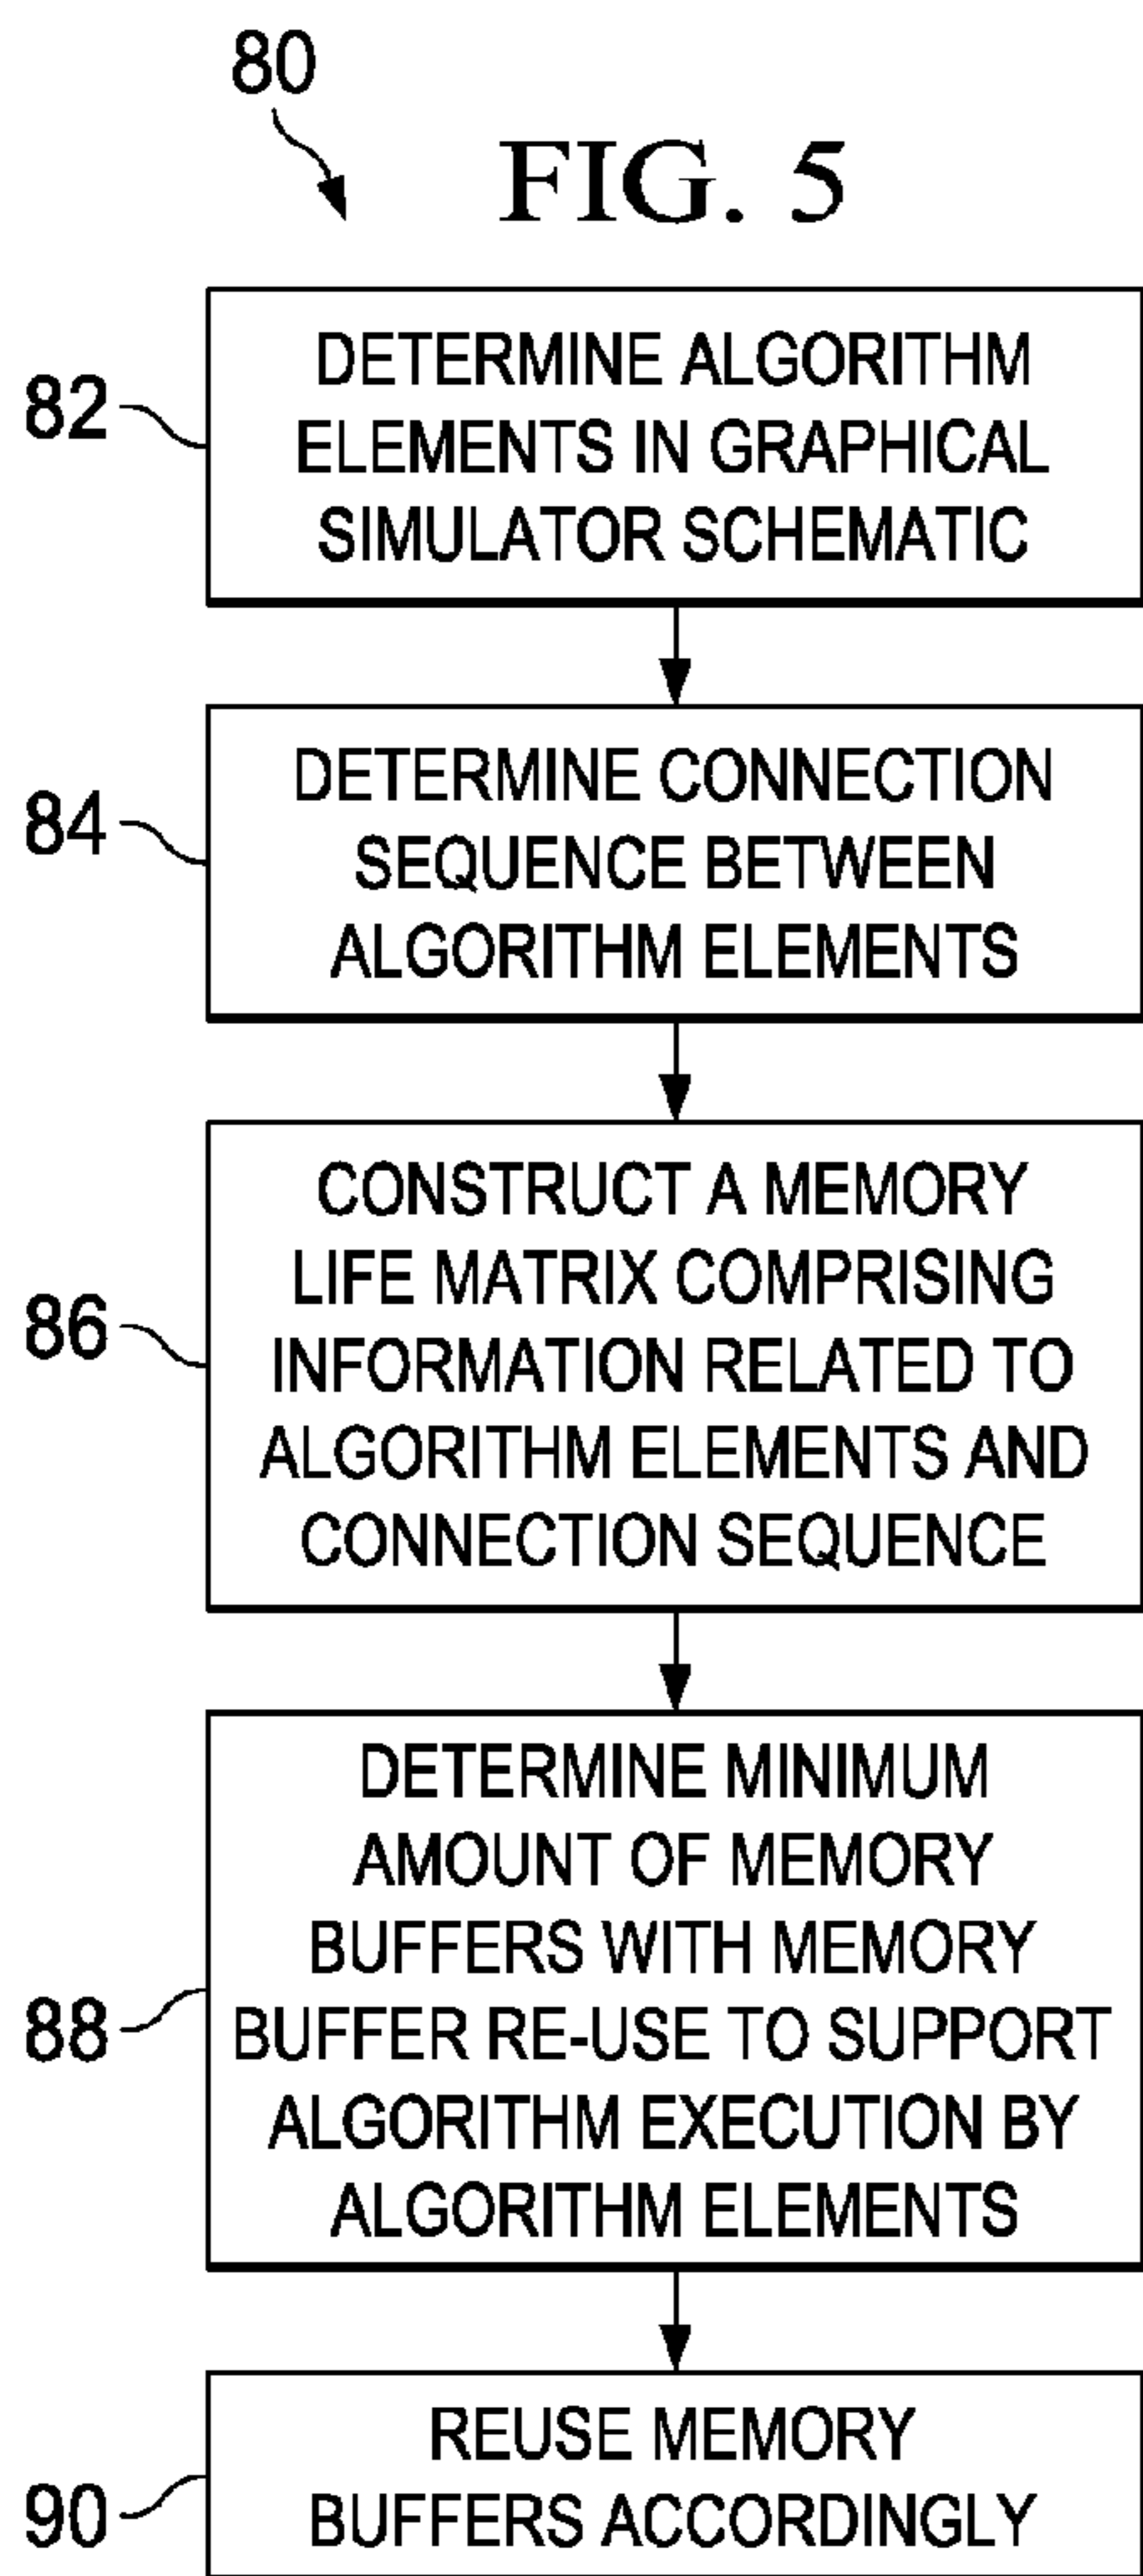 80
FIG. 5
82
DETERMINE ALGORITHM
ELEMENTS IN GRAPHICAL
SIMULATOR SCHEMATIC
84
DETERMINE CONNECTION
SEQUENCE BETWEEN
ALGORITHM ELEMENTS
86
CONSTRUCT A MEMORY
LIFE MATRIX COMPRISING
INFORMATION RELATED TO
ALGORITHM ELEMENTS AND
CONNECTION SEQUENCE
88
DETERMINE MINIMUM
AMOUNT OF MEMORY
BUFFERS WITH MEMORY
BUFFER RE-USE TO SUPPORT
ALGORITHM EXECUTION BY
ALGORITHM ELEMENTS
90
REUSE MEMORY
BUFFERS ACCORDINGLY